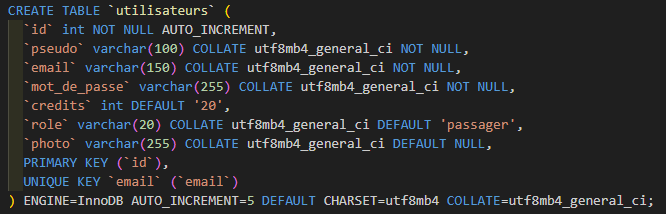 CREATE TABLE `utilisateurs` (
`id` int NOT NULL AUTO_INCREMENT,
`pseudo` varchar(100) COLLATE utf8mb4_general_ci NOT NULL,
`email` varchar(150) COLLATE utf8mb4_general_ci NOT NULL,
`mot_de_passe` varchar(255) COLLATE utf8mb4_general_ci NOT NULL,
`credits` int DEFAULT '20',
`role` varchar(20) COLLATE utf8mb4_general_ci DEFAULT 'passager',
`photo` varchar(255) COLLATE utf8mb4_general_ci DEFAULT NULL,
PRIMARY KEY (`id`),
UNIQUE KEY `email` (`email`)
) ENGINE=InnoDB AUTO_INCREMENT=5 DEFAULT CHARSET=utf8mb4 COLLATE=utf8mb4_general_ci;